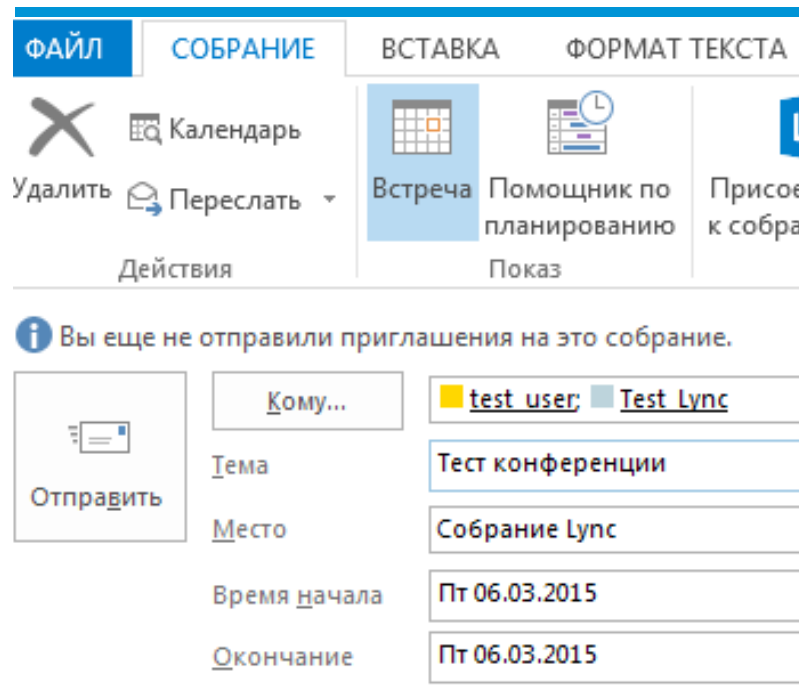 ФАЙЛ СОБРАНИЕ ВСТАВКА ФОРМАТ ТЕКСТА
Календарь
Удалить Переслать Встреча Помощник по планированию
к
Действия Показ
Вы еще не отправили приглашения на это собрание.
Отправить
Кому... test_user; Test_Lync
Тема Тест конференции
Место Собрание Lync
Время начала Пт 06.03.2015
Окончание Пт 06.03.2015